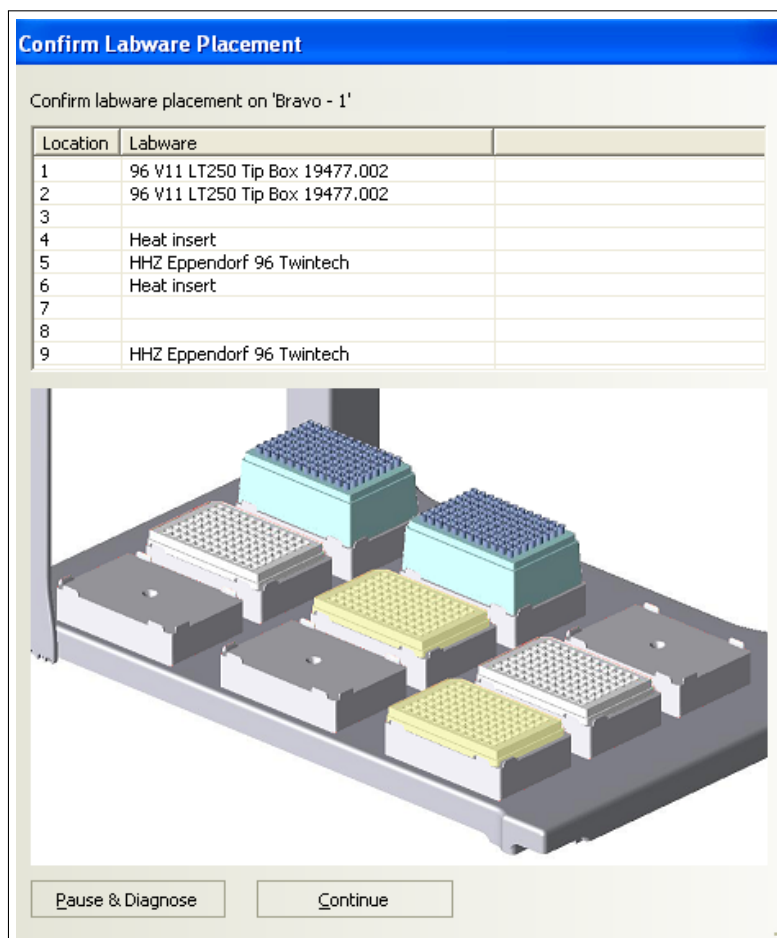 Confirm Labware Placement
Confirm labware placement on 'Bravo - 1'
Location Labware
1 96 V11 LT250 Tip Box 19477.002
2 96 V11 LT250 Tip Box 19477.002
3
4 Heat insert
5 HHZ Eppendorf 96 Twintech
6 Heat insert
7
8
9 HHZ Eppendorf 96 Twintech
Pause & Diagnose Continue